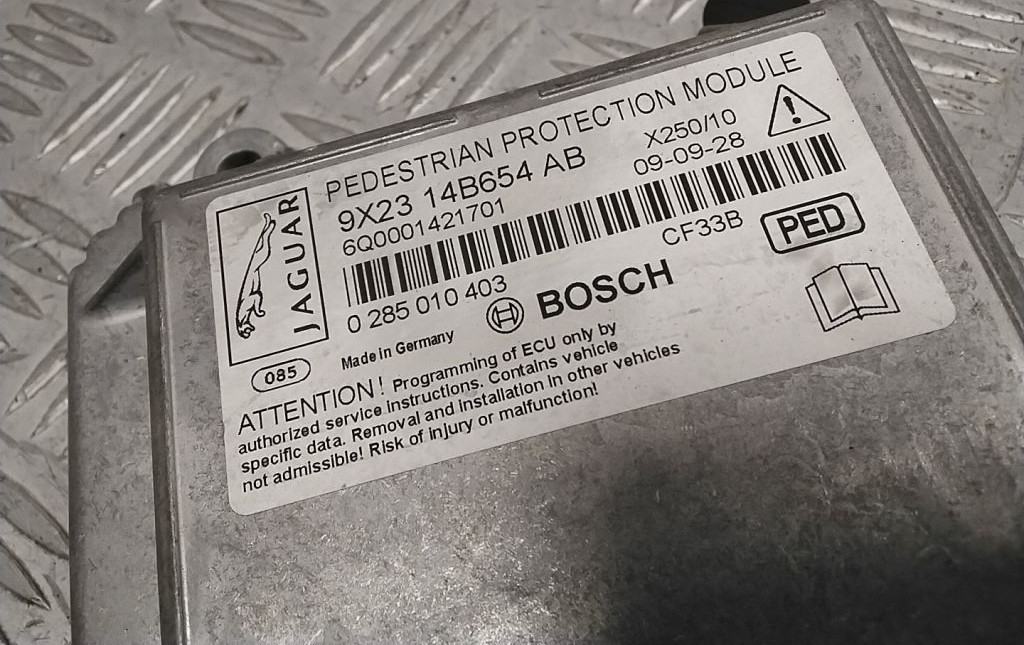 JAGUAR
PEDESTRIAN PROTECTION MODULE
9X23 14B654 AB
X250/10
6Q0001421701
09-09-28
0 285 010 403
CF33B
PED
Made in Germany
BOSCH
085
ATTENTION! Programming of ECU only by
authorized service instructions. Contains vehicle
specific data. Removal and installation in other vehicles
not admissible! Risk of injury or malfunction!